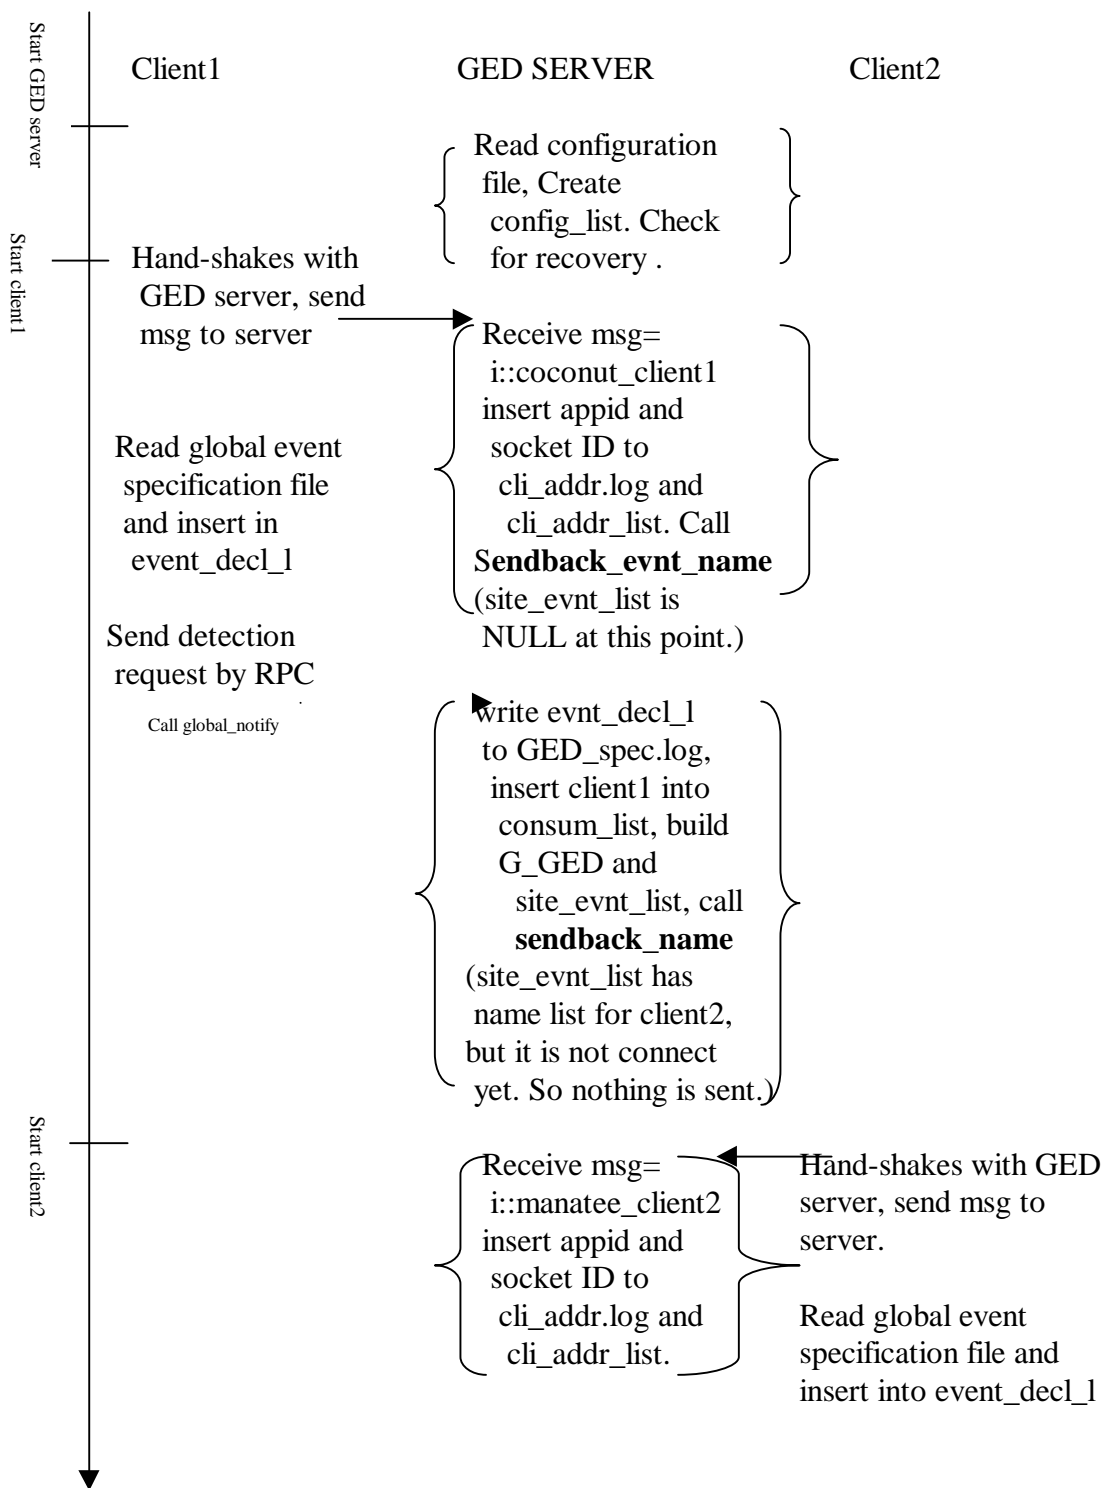 Start GED server
Client1
GED SERVER
Client2
Read configuration
file, Create
config_list. Check
for recovery .
Start client1
Hand-shakes with
GED server, send
msg to server
Receive msg=
i::coconut_client1
insert appid and
socket ID to
cli_addr.log and
cli_addr_list. Call
Sendback_evnt_name
(site_evnt_list is
NULL at this point.)
Read global event
specification file
and insert in
event_decl_l
Send detection
request by RPC
Call global_notify
write evnt_decl_l
to GED_spec.log,
insert client1 into
consum_list, build
G_GED and
site_evnt_list, call
sendback_name
(site_evnt_list has
name list for client2,
but it is not connect
yet. So nothing is sent.)
Start client2
Receive msg=
i::manatee_client2
insert appid and
socket ID to
cli_addr.log and
cli_addr_list.
Hand-shakes with GED
server, send msg to
server.
Read global event
specification file and
insert into event_decl_l